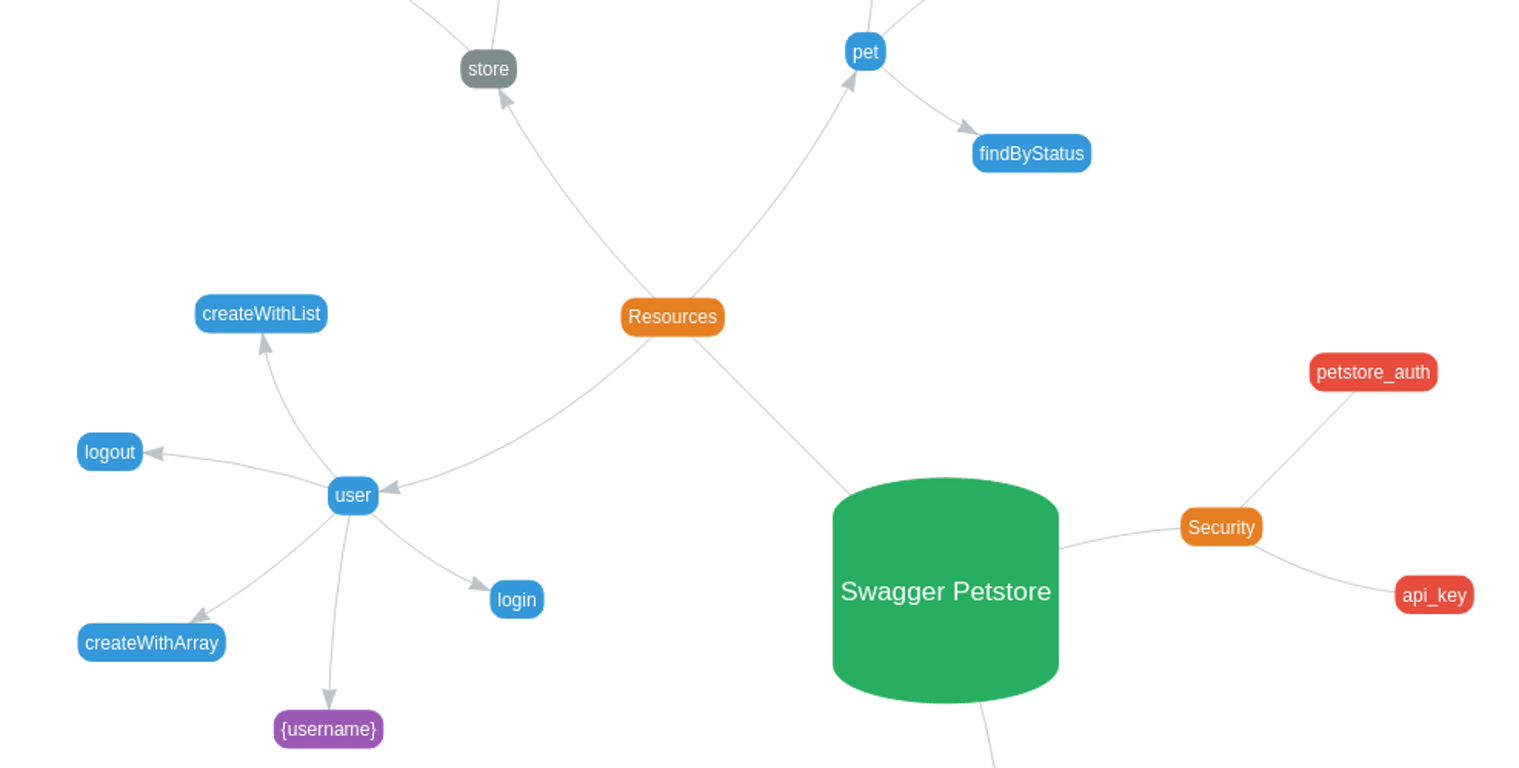 store
pet
findByStatus
createWithList
Resources
petstore_auth
logout
user
Security
Swagger Petstore
login
api_key
createWithArray
{username}